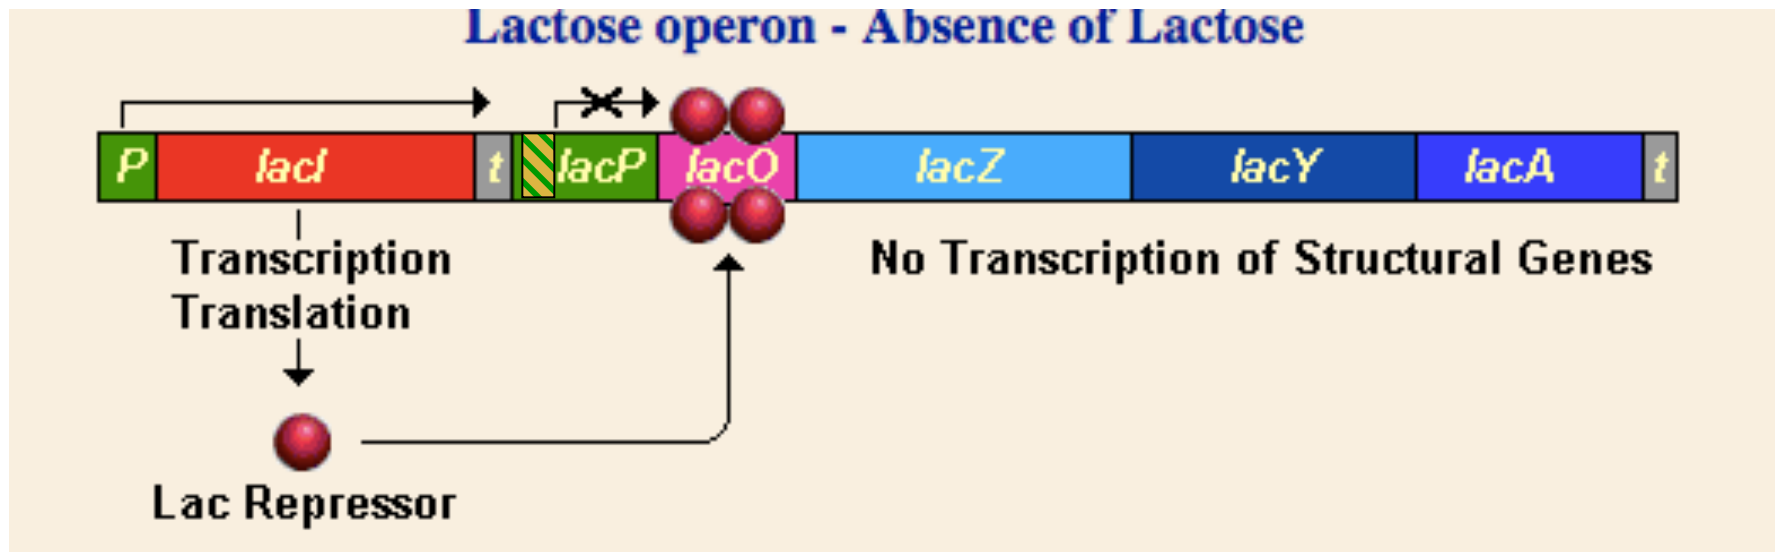 Lactose operon - Absence of Lactose
P lacI t lacP lacO lacZ lacY lacA t
Transcription
Translation
No Transcription of Structural Genes
Lac Repressor